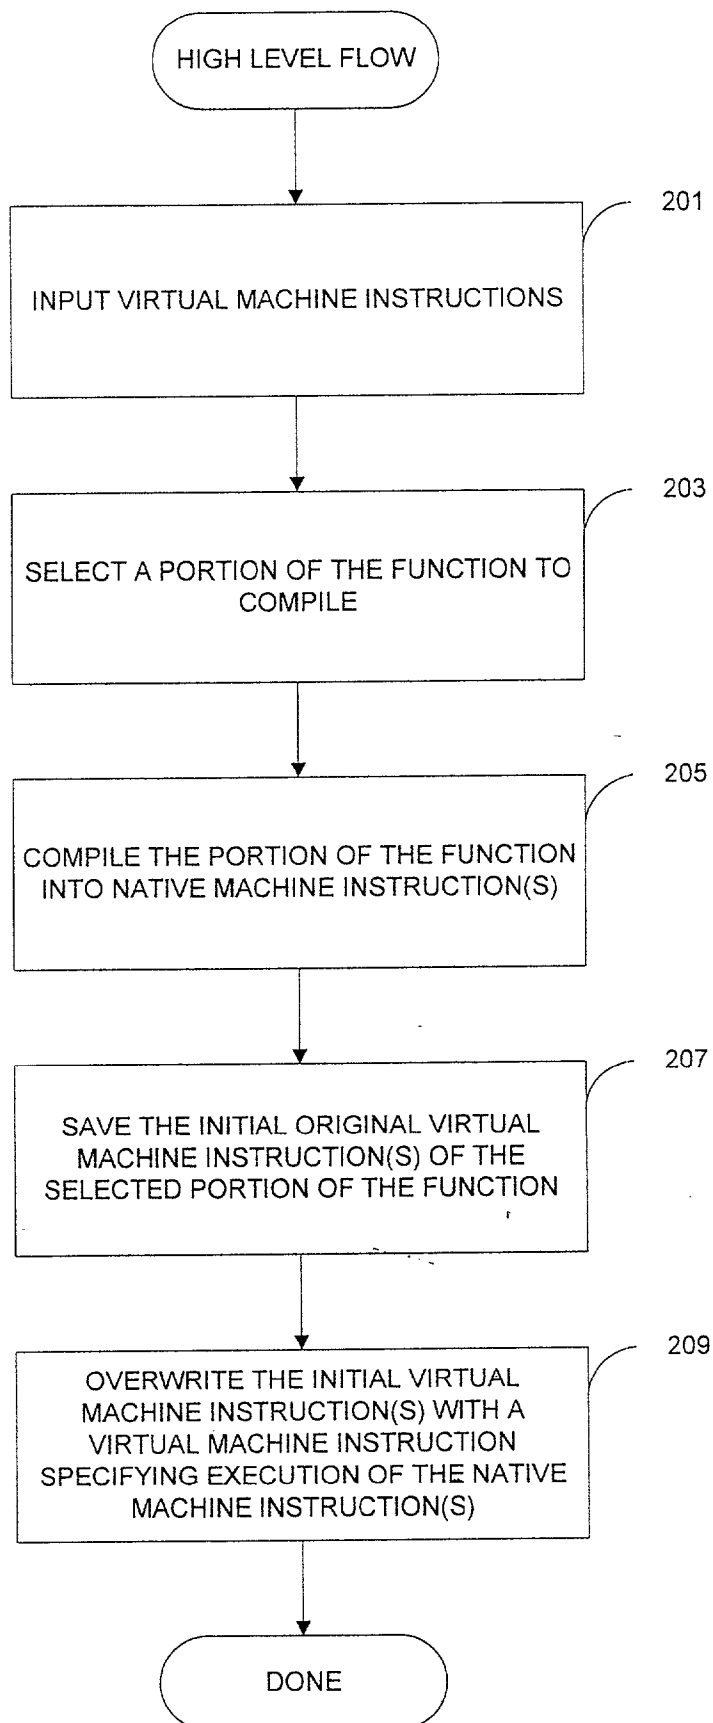 HIGH LEVEL FLOW
201
INPUT VIRTUAL MACHINE INSTRUCTIONS
203
SELECT A PORTION OF THE FUNCTION TO
COMPILE
205
COMPILE THE PORTION OF THE FUNCTION
INTO NATIVE MACHINE INSTRUCTION(S)
207
SAVE THE INITIAL ORIGINAL VIRTUAL
MACHINE INSTRUCTION(S) OF THE
SELECTED PORTION OF THE FUNCTION
209
OVERWRITE THE INITIAL VIRTUAL
MACHINE INSTRUCTION(S) WITH A
VIRTUAL MACHINE INSTRUCTION
SPECIFYING EXECUTION OF THE NATIVE
MACHINE INSTRUCTION(S)
DONE